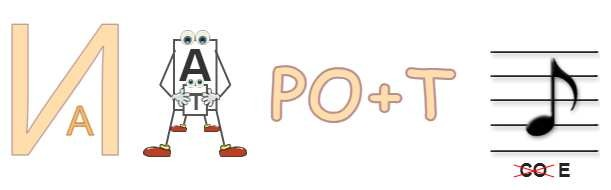 И А А Т РО+Т
СО Е